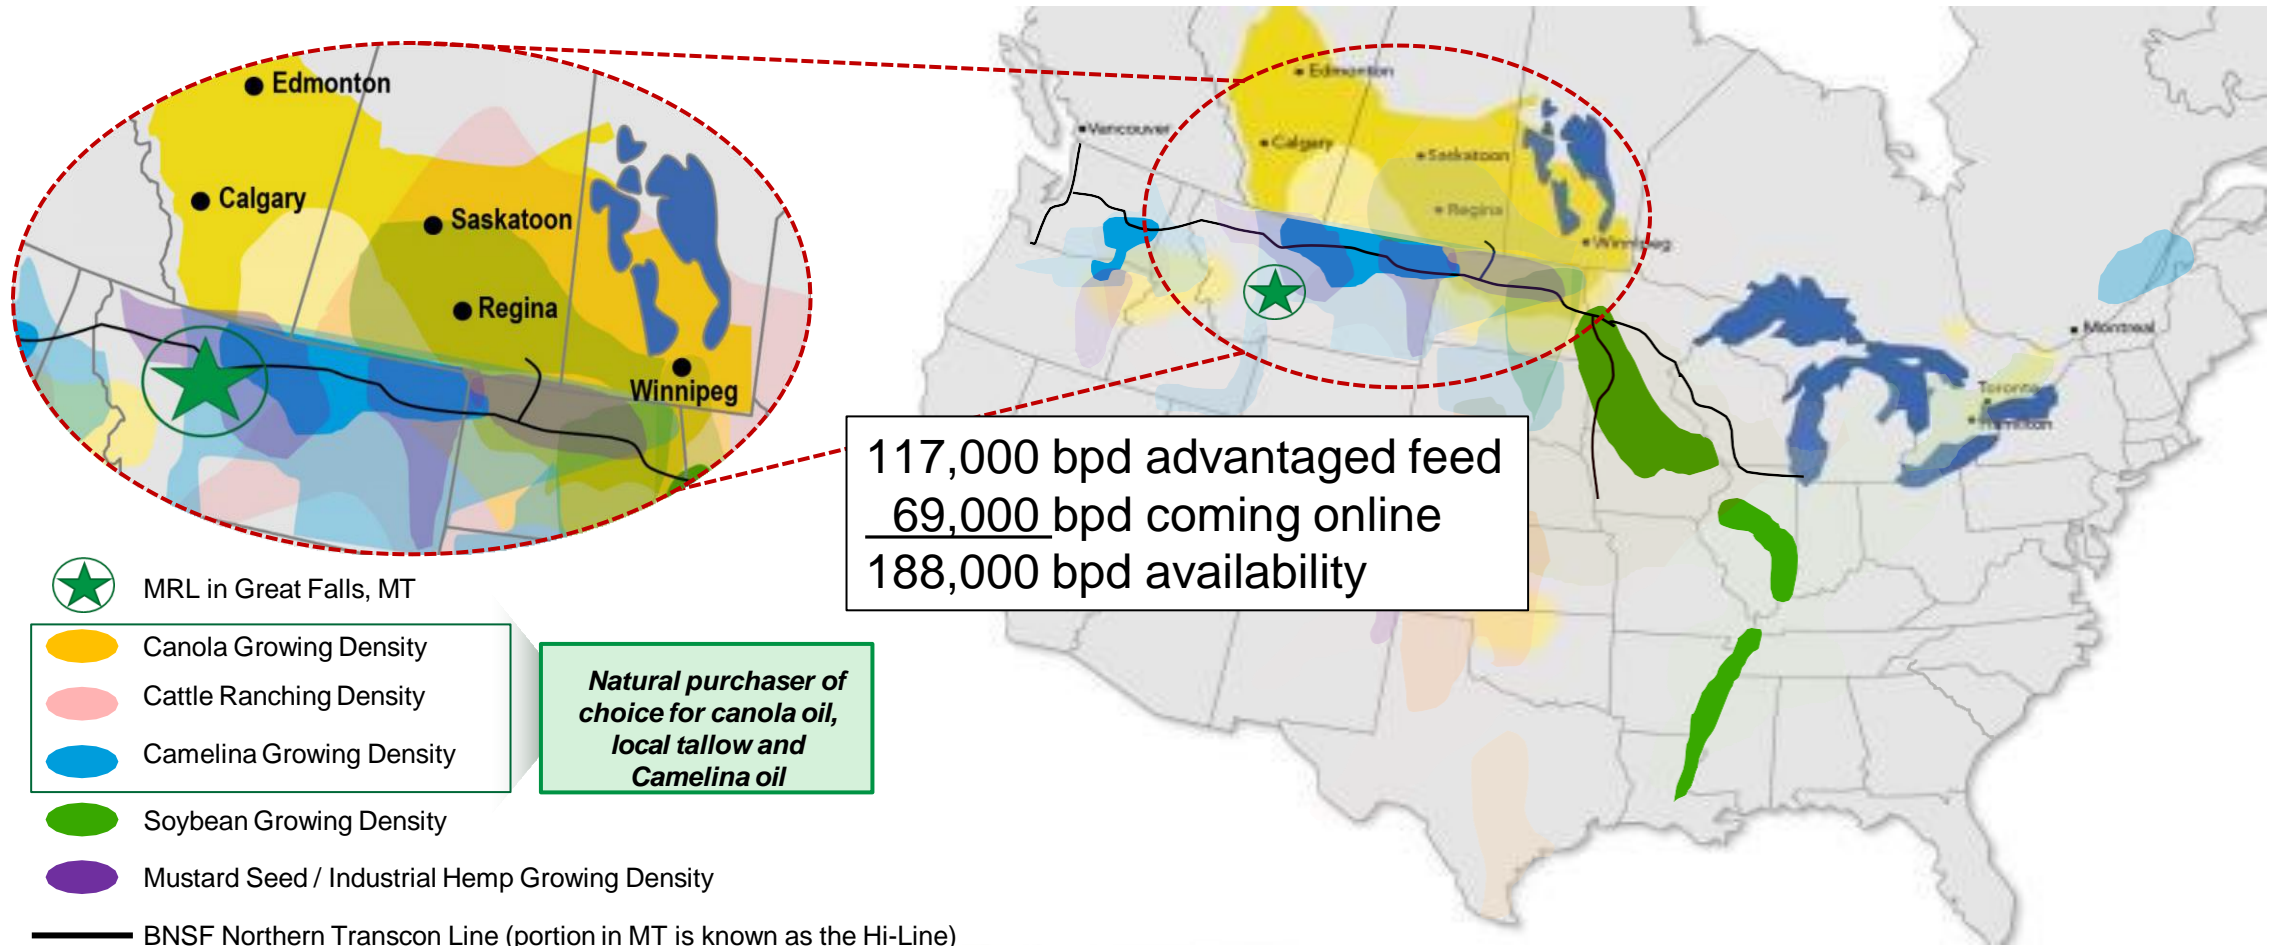 Edmonton
Calgary
Saskatoon
Regina
Winnipeg
Edmonton
Vancouver
Calgary
Saskatoon
Regina
Winnipeg
Montreal
Toronto
Hamilton
117,000 bpd advantaged feed
69,000 bpd coming online
188,000 bpd availability
MRL in Great Falls, MT
Canola Growing Density
Cattle Ranching Density
Camelina Growing Density
Natural purchaser of
choice for canola oil,
local tallow and
Camelina oil
Soybean Growing Density
Mustard Seed / Industrial Hemp Growing Density
BNSF Northern Transcon Line (portion in MT is known as the Hi-Line)